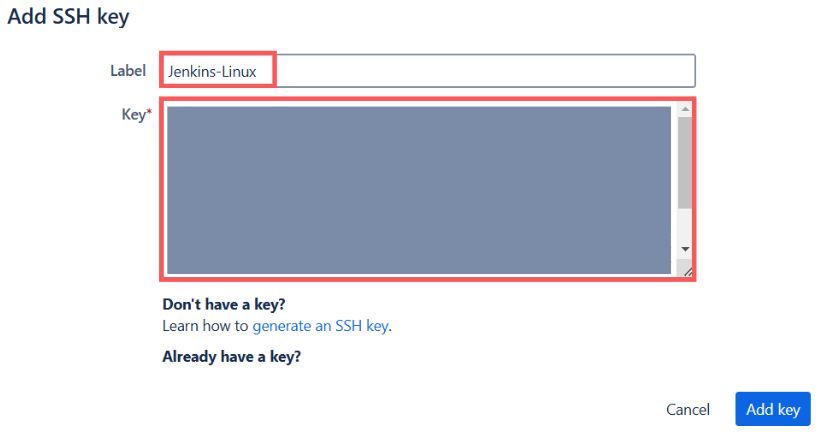 Add SSH key
Label Jenkins-Linux
Key*
Don't have a key?
Learn how to generate an SSH key.
Already have a key?
Cancel Add key